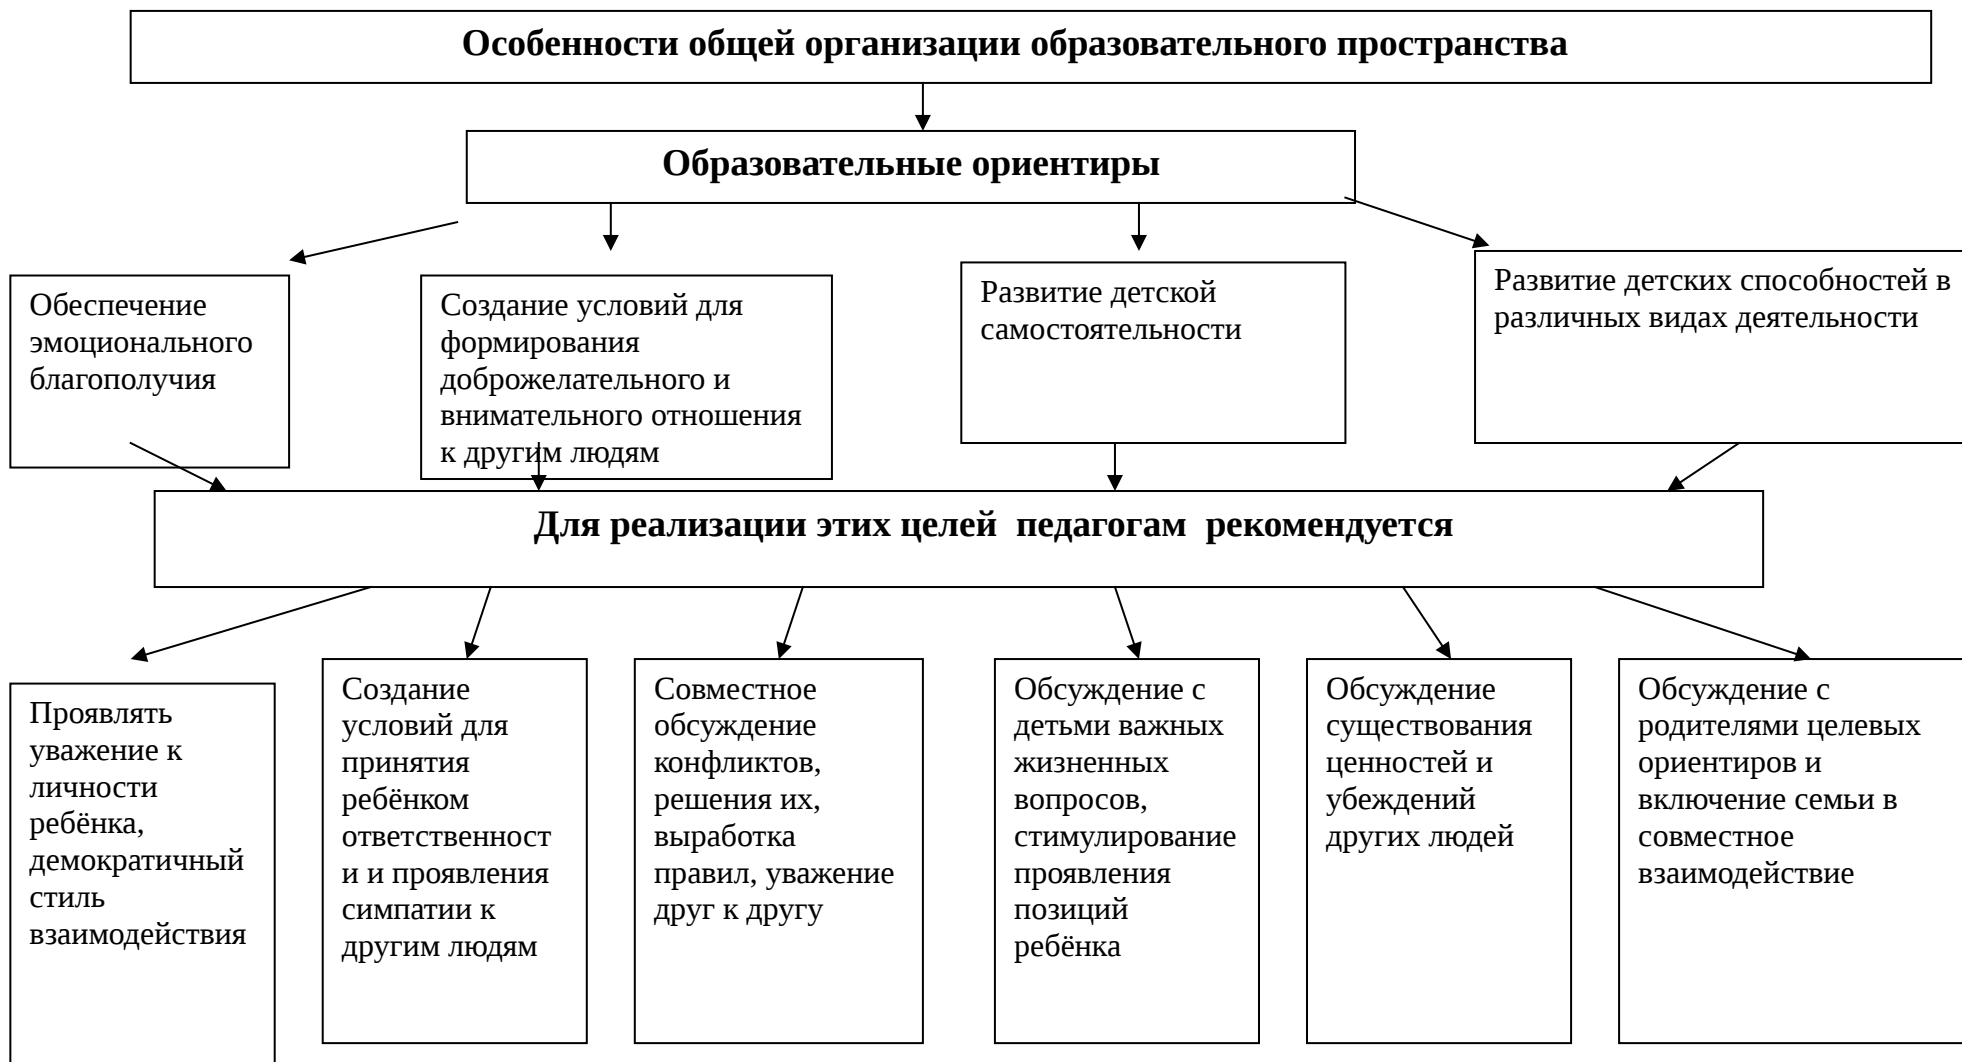 Особенности общей организации образовательного пространства
Образовательные ориентиры
Обеспечение
эмоционального
благополучия
Создание условий для
формирования
доброжелательного и
внимательного отношения
к другим людям
Развитие детской
самостоятельности
Развитие детских способностей в
различных видах деятельности
Для реализации этих целей  педагогам  рекомендуется
Проявлять
уважение к
личности
ребёнка,
демократичный
стиль
взаимодействия
Создание
условий для
принятия
ребёнком
ответственност
и и проявления
симпатии к
другим людям
Совместное
обсуждение
конфликтов,
решения их,
выработка
правил, уважение
друг к другу
Обсуждение с
детьми важных
жизненных
вопросов,
стимулирование
проявления
позиций
ребёнка
Обсуждение
существования
ценностей и
убеждений
других людей
Обсуждение с
родителями целевых
ориентиров и
включение семьи в
совместное
взаимодействие